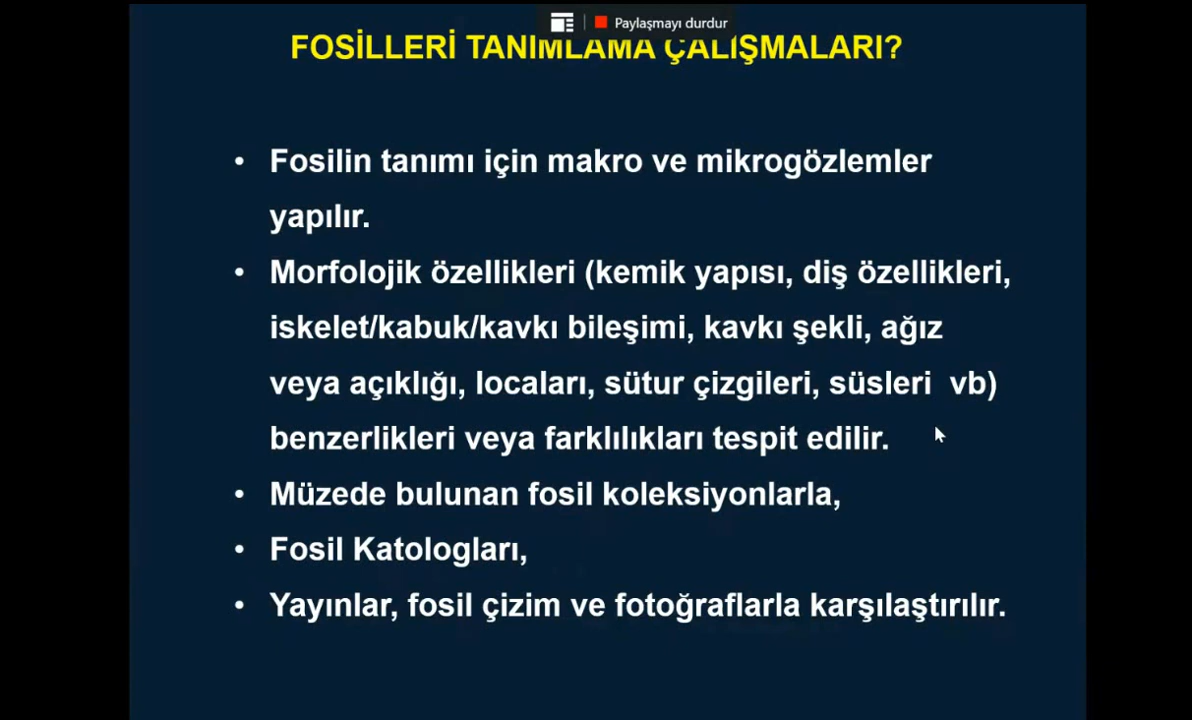 Paylaşmayı durdur
FOSİLLERİ TANIMLAMA ÇALIŞMALARI?
• Fosilin tanımı için makro ve mikrogözlemler
yapılır.
• Morfolojik özellikleri (kemik yapısı, diş özellikleri,
iskelet/kabuk/kavkı bileşimi, kavkı şekli, ağız
veya açıklığı, locaları, sütur çizgileri, süsleri vb)
benzerlikleri veya farklılıkları tespit edilir.
• Müzede bulunan fosil koleksiyonlarla,
• Fosil Katologları,
• Yayınlar, fosil çizim ve fotoğraflarla karşılaştırılır.